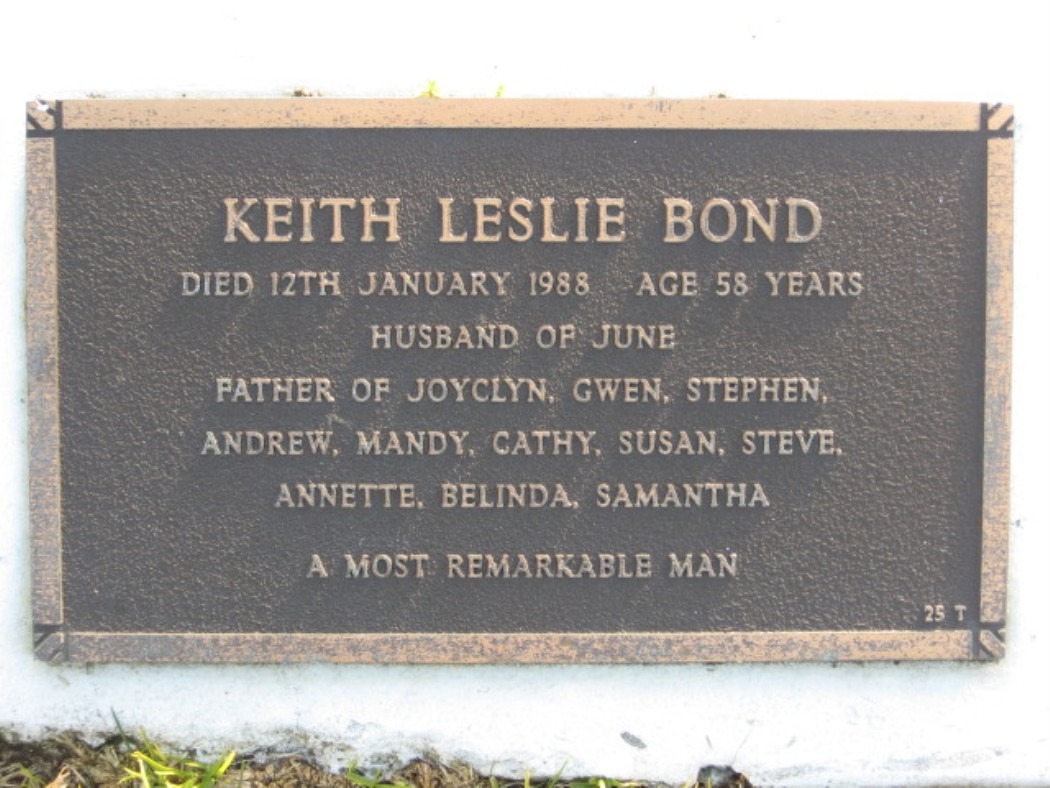 KEITH LESLIE BOND
DIED 12TH JANUARY 1988 AGE 58 YEARS
HUSBAND OF JUNE
FATHER OF JOYCLYN, GWEN, STEPHEN,
ANDREW, MANDY, CATHY, SUSAN, STEVE,
ANNETTE, BELINDA, SAMANTHA
A MOST REMARKABLE MAN
25 T